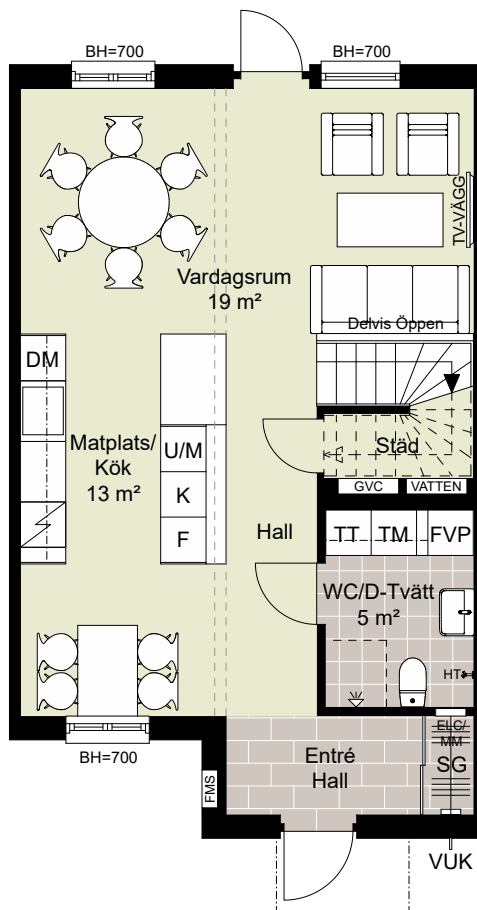 BH=700
BH=700
TV-VÄGG
Vardagsrum
19 m²
Delvis Öppen
DM
Matplats/
Kök
13 m²
U/M
K
F
Städ
GVC
VATTEN
Hall
TT
TM
FVP
WC/D-Tvätt
5 m²
HT
BH=700
ELC/
MM
Entré
Hall
SG
FMS
VUK